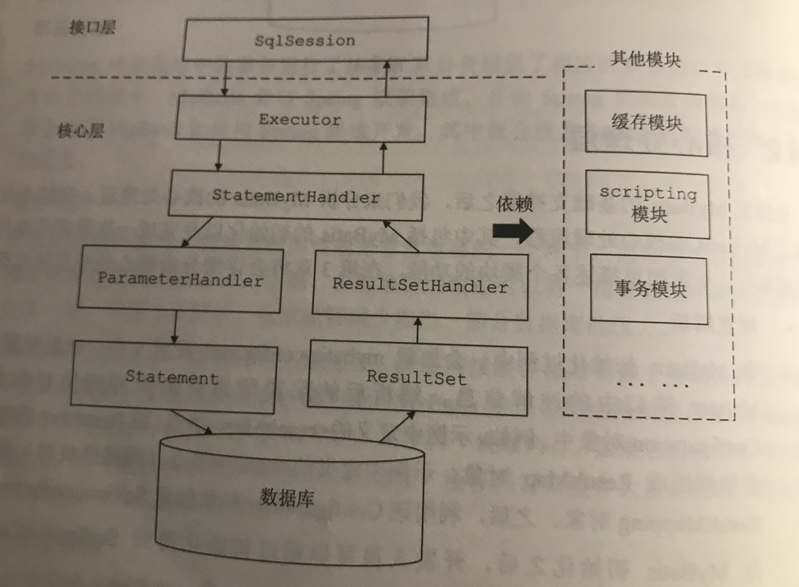 接口层
SqlSession
其他模块
核心层
Executor
缓存模块
StatementHandler
依赖
scripting
模块
ParameterHandler
ResultSetHandler
事务模块
Statement
ResultSet
... ...
数据库